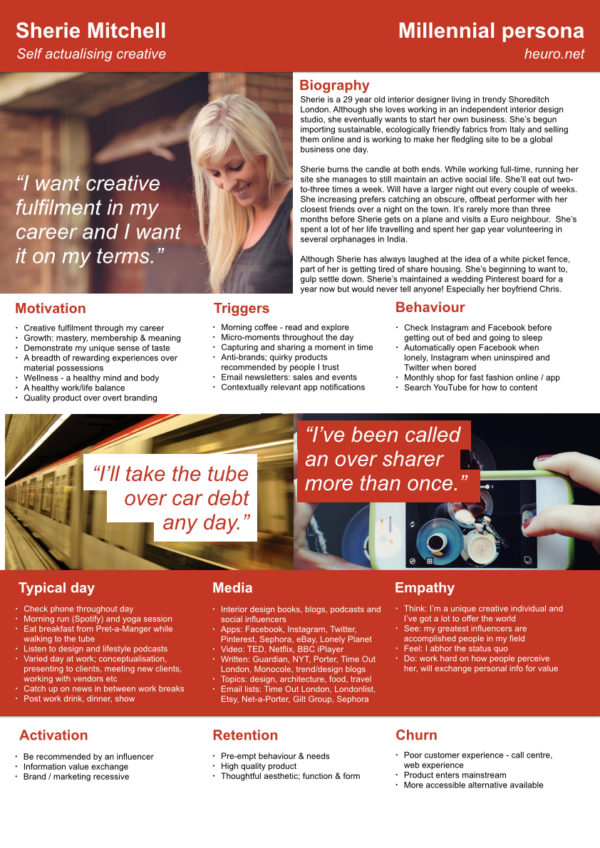 Sherie Mitchell
Self actualising creative
Millennial persona
heuro.net
“I want creative
fulfilment in my
career and I want
it on my terms.”
Biography
Sherie is a 29 year old interior designer living in trendy Shoreditch
London. Although she loves working in an independent interior design
studio, she eventually wants to start her own business. She’s begun
importing sustainable, ecologically friendly fabrics from Italy and selling
them online and is working to make her fledgling site to be a global
business one day.
Sherie burns the candle at both ends. While working full-time, running her
site she manages to still maintain an active social life. She’ll eat out two-
to-three times a week. Will have a larger night out every couple of weeks.
She increasing prefers catching an obscure, offbeat performer with her
closest friends over a night on the town. It’s rarely more than three
months before Sherie gets on a plane and visits a Euro neighbour. She’s
spent a lot of her life travelling and spent her gap year volunteering in
several orphanages in India.
Although Sherie has always laughed at the idea of a white picket fence,
part of her is getting tired of share housing. She’s beginning to want to,
gulp settle down. Sherie’s maintained a wedding Pinterest board for a
year now but would never tell anyone! Especially her boyfriend Chris.
Motivation
· Creative fulfilment through my career
· Growth: mastery, membership & meaning
· Demonstrate my unique sense of taste
· A breadth of rewarding experiences over
material possessions
· Wellness - a healthy mind and body
· A healthy work/life balance
· Quality product over overt branding
Triggers
· Morning coffee - read and explore
· Micro-moments throughout the day
· Capturing and sharing a moment in time
· Anti-brands; quirky products
recommended by people I trust
· Email newsletters: sales and events
· Contextually relevant app notifications
Behaviour
· Check Instagram and Facebook before
getting out of bed and going to sleep
· Automatically open Facebook when
lonely, Instagram when uninspired and
Twitter when bored
· Monthly shop for fast fashion online / app
· Search YouTube for how to content
“I’ll take the tube
over car debt
any day.”
“I’ve been called
an over sharer
more than once.”
Typical day
· Check phone throughout day
· Morning run (Spotify) and yoga session
· Eat breakfast from Pret-a-Manger while
walking to the tube
· Listen to design and lifestyle podcasts
· Varied day at work; conceptualisation,
presenting to clients, meeting new clients,
working with vendors etc
· Catch up on news in between work breaks
· Post work drink, dinner, show
Media
· Interior design books, blogs, podcasts and
social influencers
· Apps: Facebook, Instagram, Twitter,
Pinterest, Sephora, eBay, Lonely Planet
· Video: TED, Netflix, BBC iPlayer
· Written: Guardian, NYT, Porter, Time Out
London, Monocole, trend/design blogs
· Topics: design, architecture, food, travel
· Email lists: Time Out London, Londonlist,
Etsy, Net-a-Porter, Gilt Group, Sephora
Empathy
· Think: I’m a unique creative individual and
I’ve got a lot to offer the world
· See: my greatest influencers are
accomplished people in my field
· Feel: I abhor the status quo
· Do: work hard on how people perceive
her, will exchange personal info for value
Activation
· Be recommended by an influencer
· Information value exchange
· Brand / marketing recessive
Retention
· Pre-empt behaviour & needs
· High quality product
· Thoughtful aesthetic; function & form
Churn
· Poor customer experience - call centre,
web experience
· Product enters mainstream
· More accessible alternative available